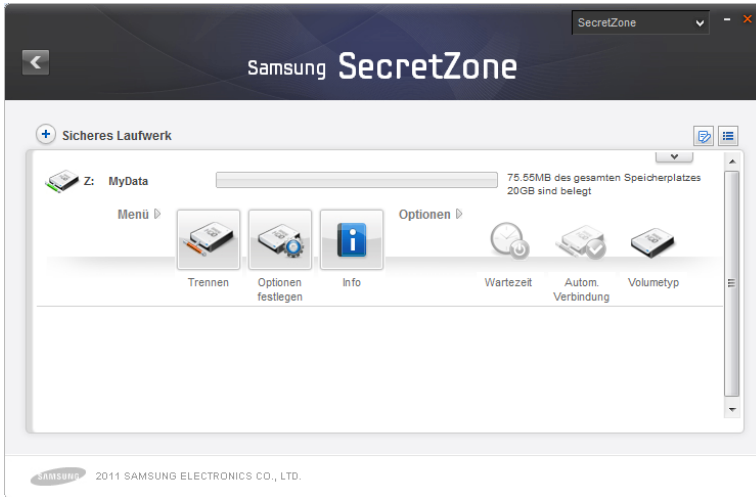 SecretZone
Samsung SecretZone
Sicheres Laufwerk
Z: MyData
75.55MB des gesamten Speicherplatzes
20GB sind belegt
Menü
Optionen
Trennen
Optionen
festlegen
Info
Wartezeit
Autom.
Verbindung
Volumetyp
SAMSUNG
2011 SAMSUNG ELECTRONICS CO., LTD.